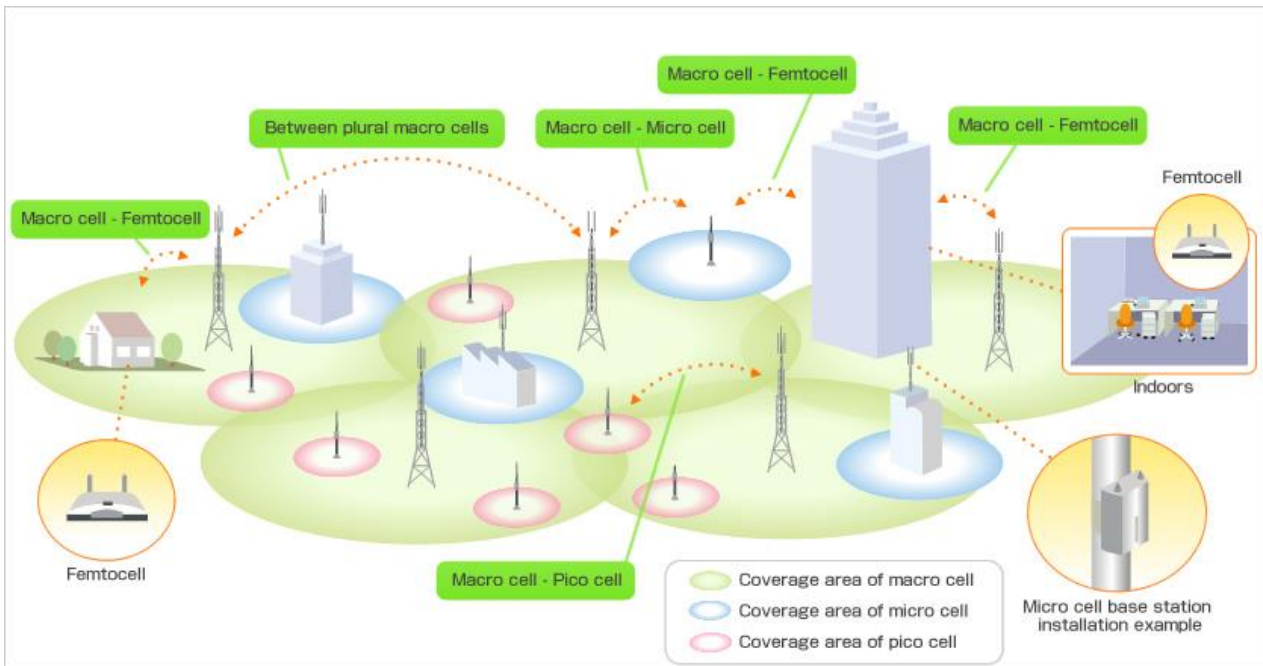 Macro cell - Femtocell
Between plural macro cells
Macro cell - Micro cell
Macro cell - Femtocell
Femtocell
Macro cell - Femtocell
Indoors
Femtocell
Macro cell - Pico cell
Coverage area of macro cell
Coverage area of micro cell
Coverage area of pico cell
Micro cell base station
installation example